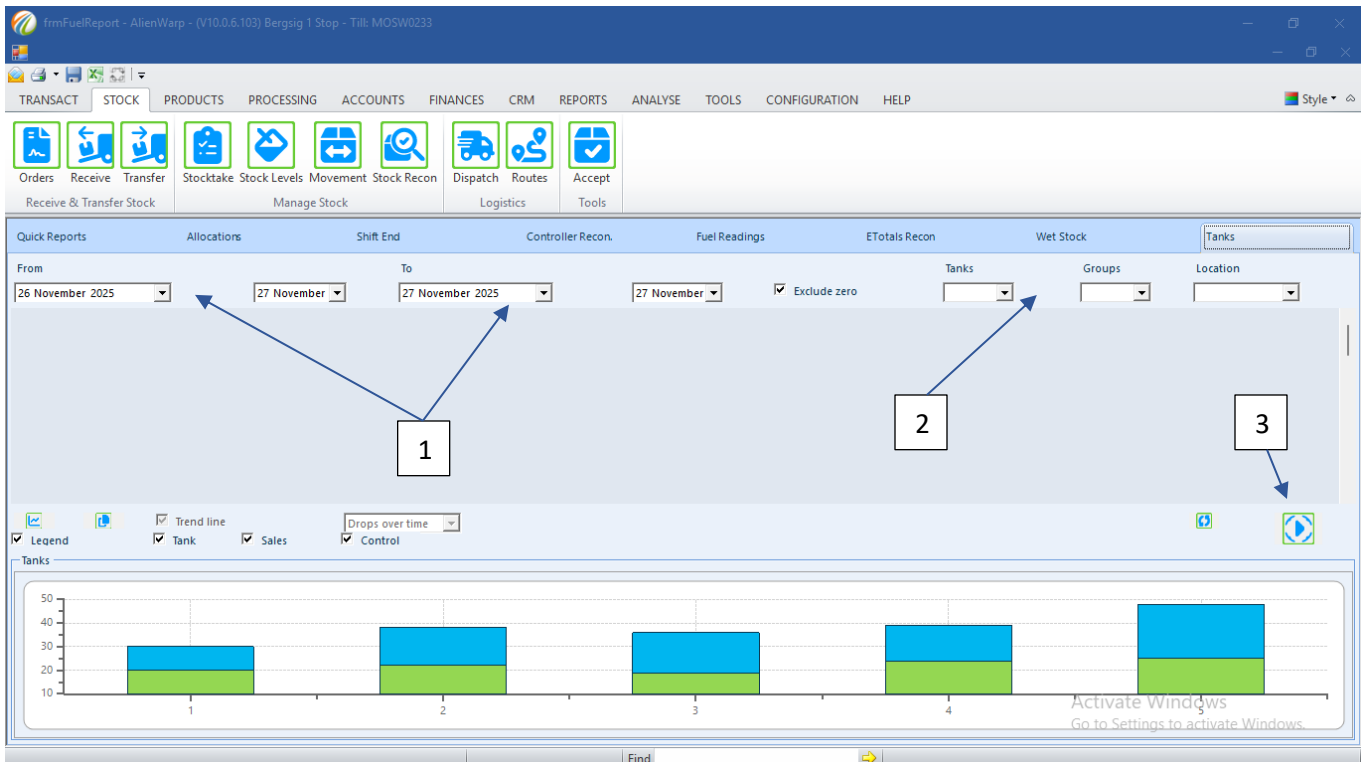 frmFuelReport - AlienWarp - (V10.0.6.103) Bergsig 1 Stop - Till: MOSW0233
TRANSACT STOCK PRODUCTS PROCESSING ACCOUNTS FINANCES CRM REPORTS ANALYSE TOOLS CONFIGURATION HELP Style
Orders Receive Transfer Stocktake Stock Levels Movement Stock Recon Dispatch Routes Accept
Receive & Transfer Stock Manage Stock Logistics Tools
Quick Reports Allocations Shift End Controller Recon. Fuel Readings ETotals Recon Wet Stock Tanks
From To Tanks Groups Location
26 November 2025 27 November 27 November 2025 27 November Exclude zero
1 2 3
Trend line Drops over time
Legend Tank Sales Control
Tanks
50
40
30
20
10
1 2 3 4 5
Activate Windows
Go to Settings to activate Windows.
Find